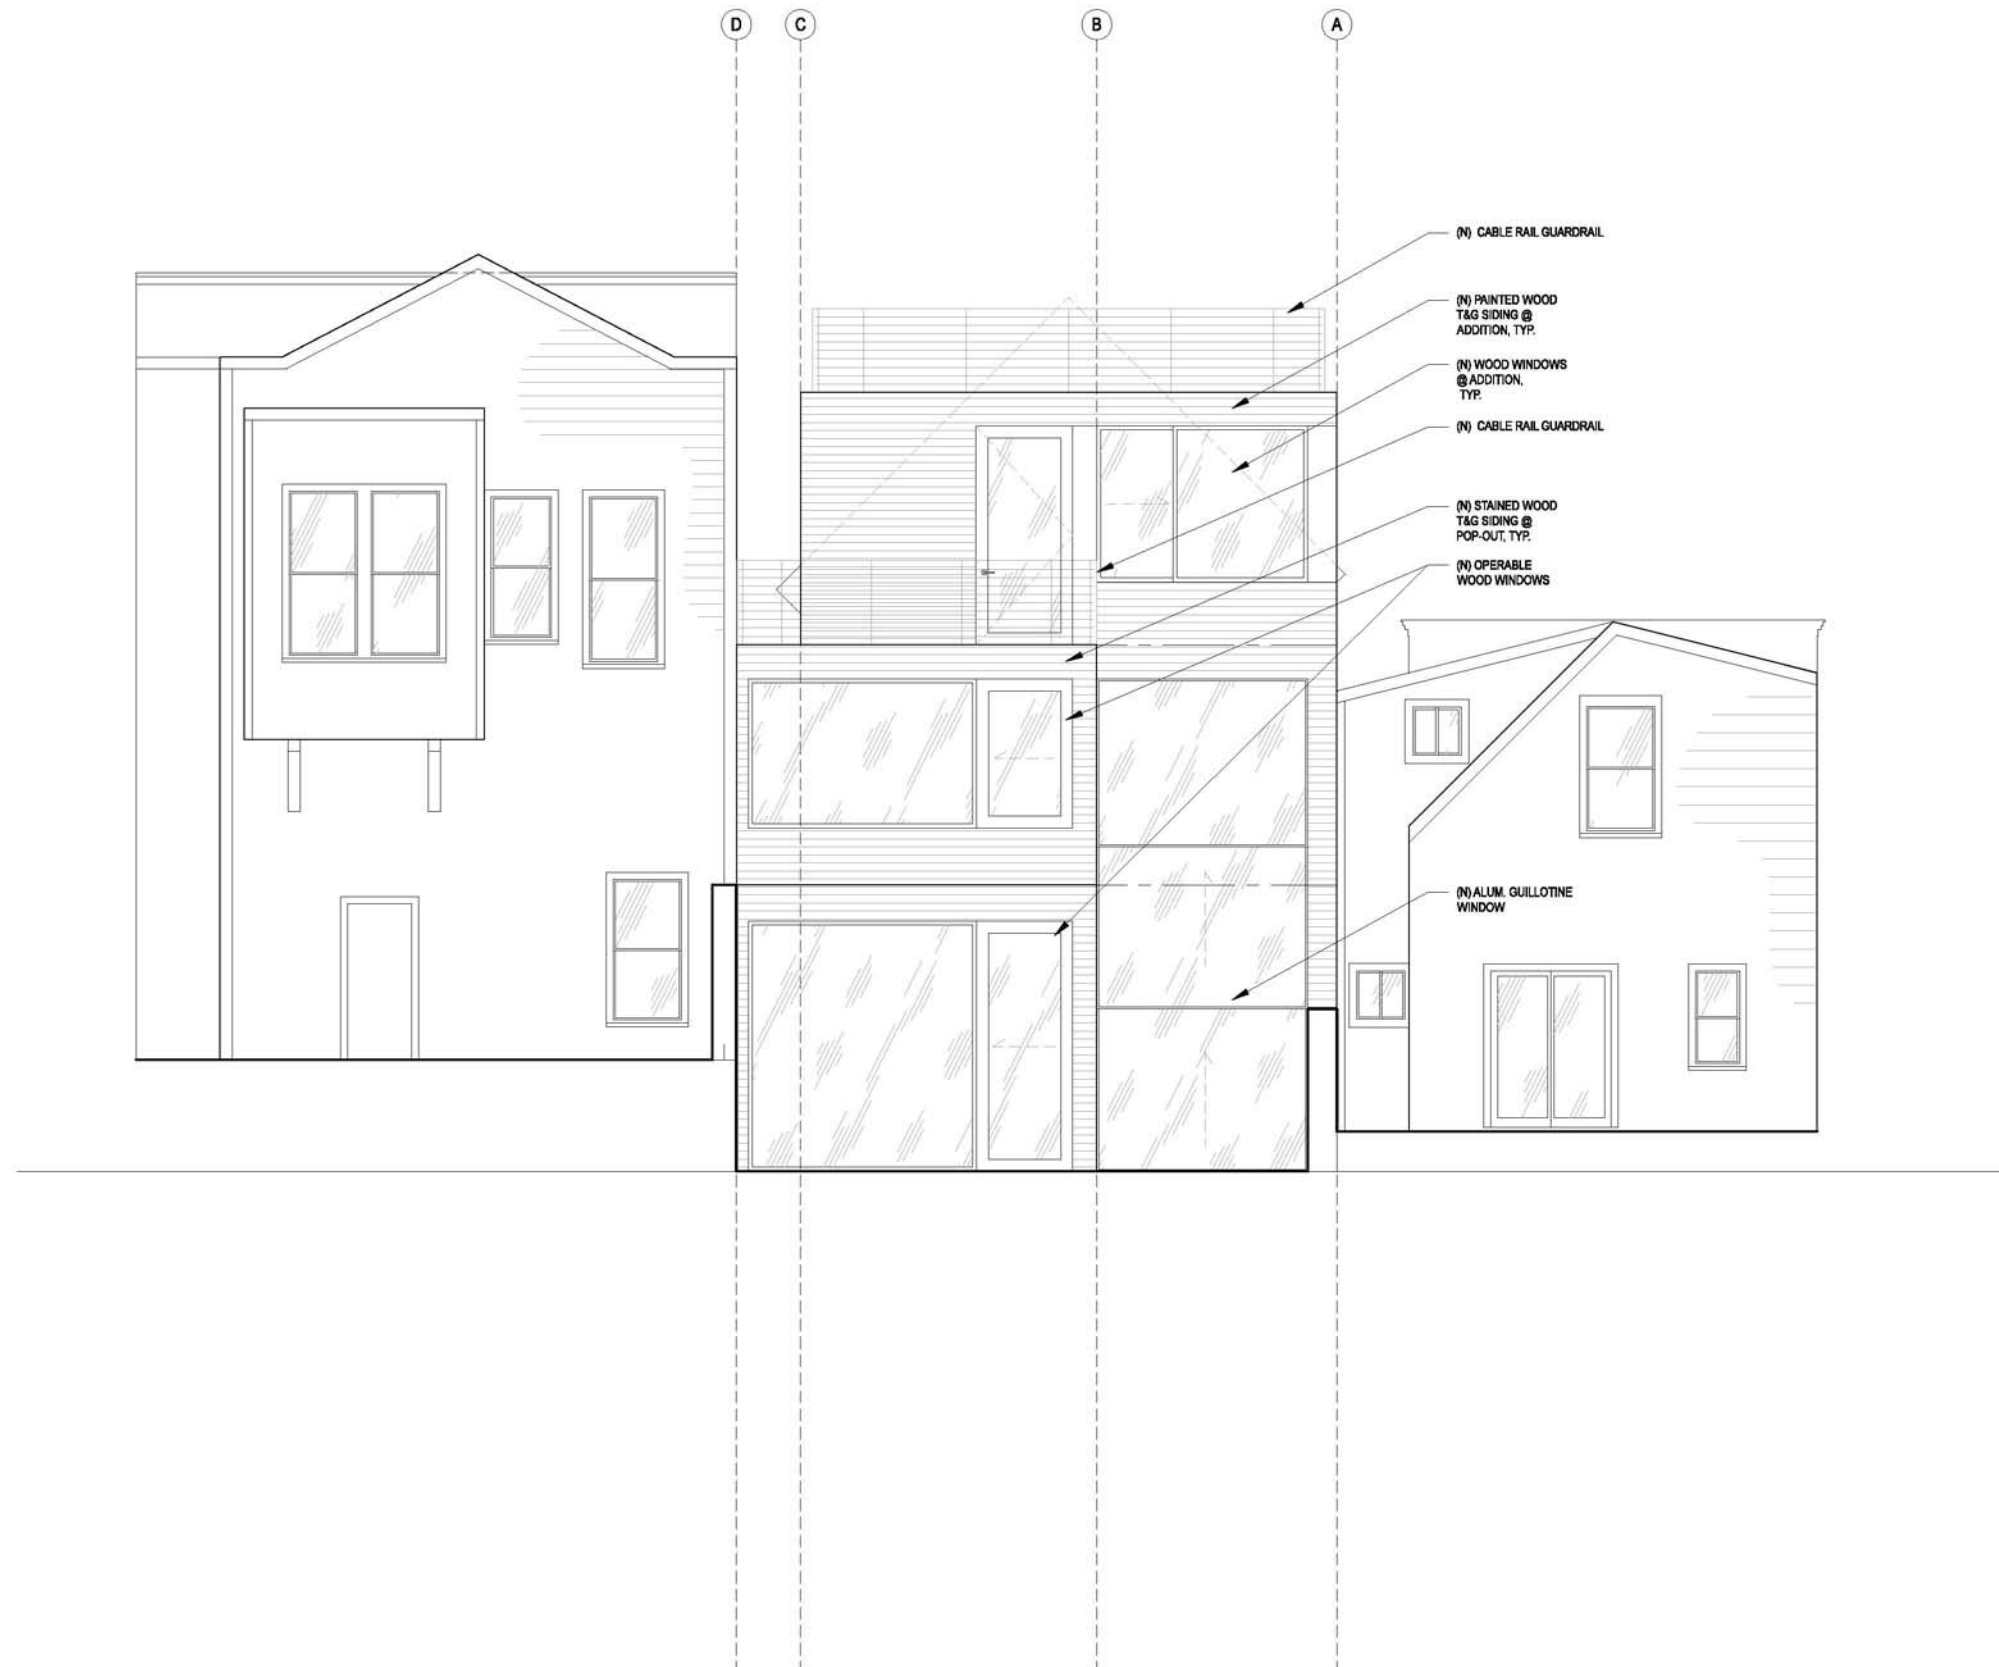 D C B A
(N) CABLE RAIL GUARDRAIL
(N) PAINTED WOOD
T&G SIDING @
ADDITION, TYP.
(N) WOOD WINDOWS
@ ADDITION,
TYP.
(N) CABLE RAIL GUARDRAIL
(N) STAINED WOOD
T&G SIDING @
POP-OUT, TYP.
(N) OPERABLE
WOOD WINDOWS
(N) ALUM. GUILLOTINE
WINDOW